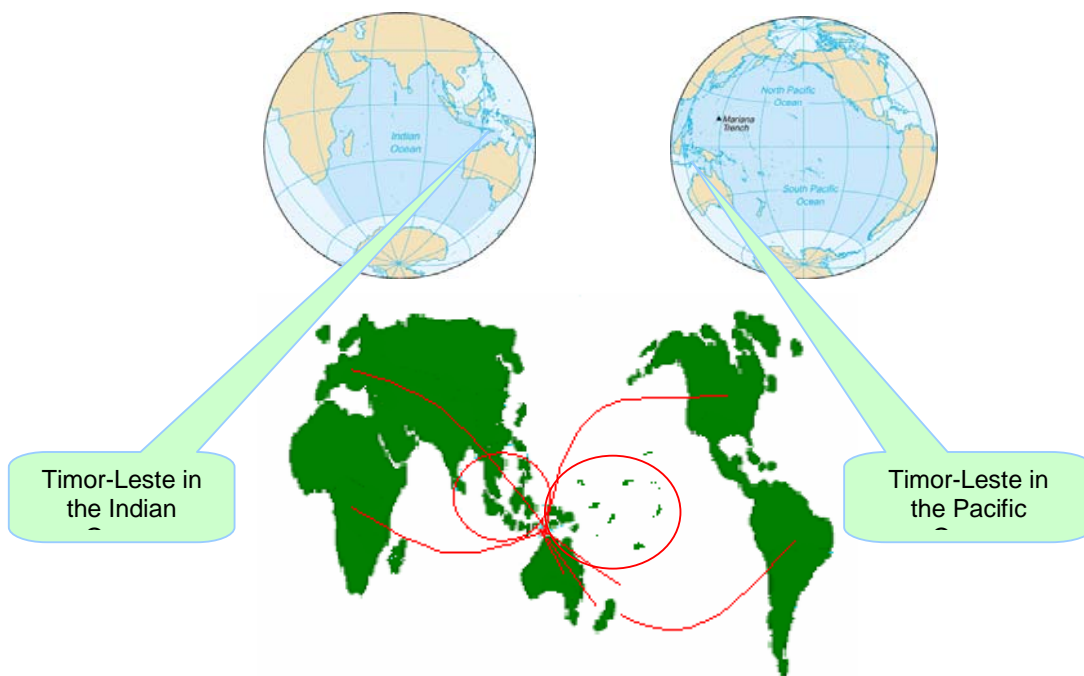 Indian
Ocean
North Pacific
Ocean
Mariana
Trench
South Pacific
Ocean
Timor-Leste in
the Indian
Timor-Leste in
the Pacific